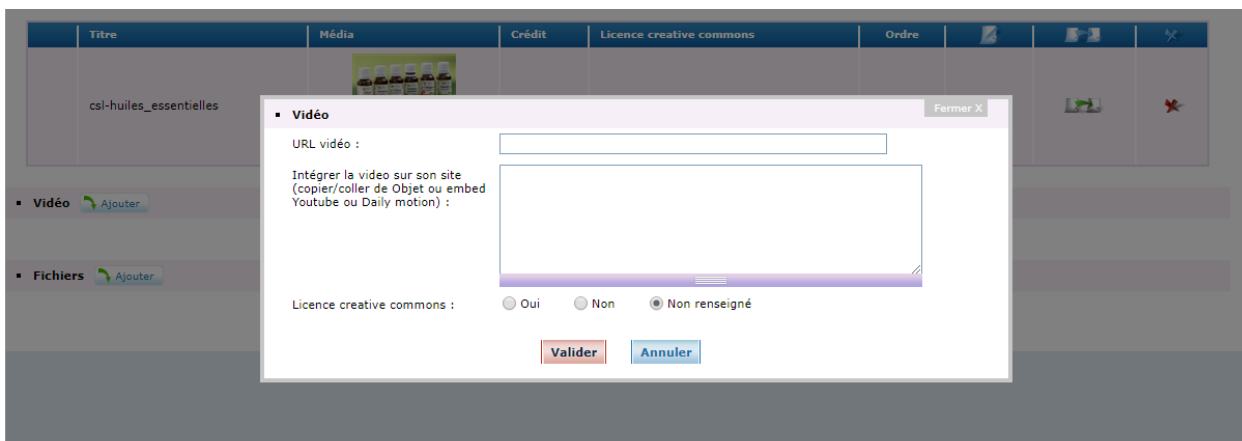 Titre Média Crédit Licence creative commons Ordre
csl-huiles_essentielles
Vidéo Fermer X
URL vidéo :
Intégrer la video sur son site
(copier/coller de Objet ou embed
Youtube ou Daily motion) :
Vidéo Ajouter
Fichiers Ajouter
Licence creative commons : Oui Non Non renseigné
Valider Annuler